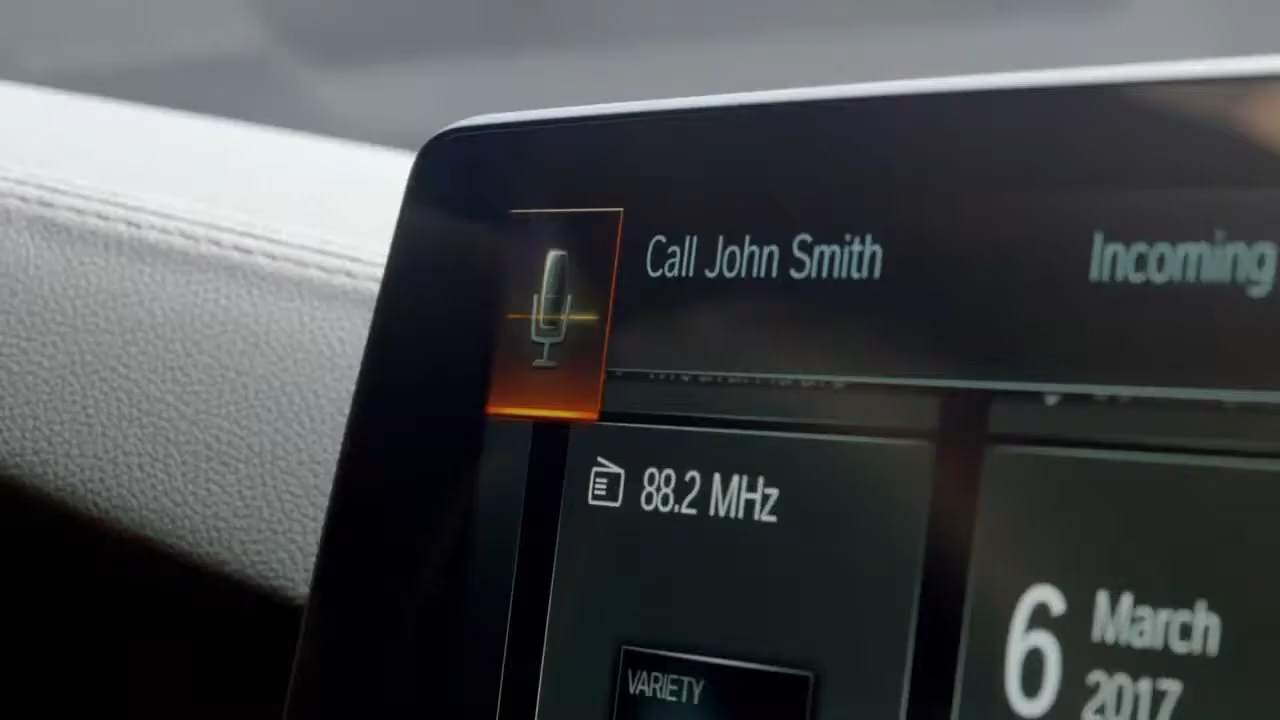 Call John Smith
Incoming
88.2 MHz
6
March
2017
VARIETY